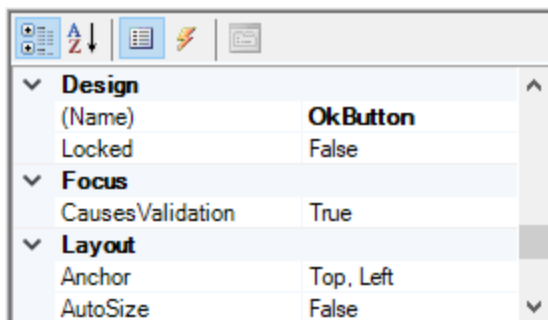 A
Z
Design
(Name) OkButton
Locked False
Focus
CausesValidation True
Layout
Anchor Top, Left
AutoSize False